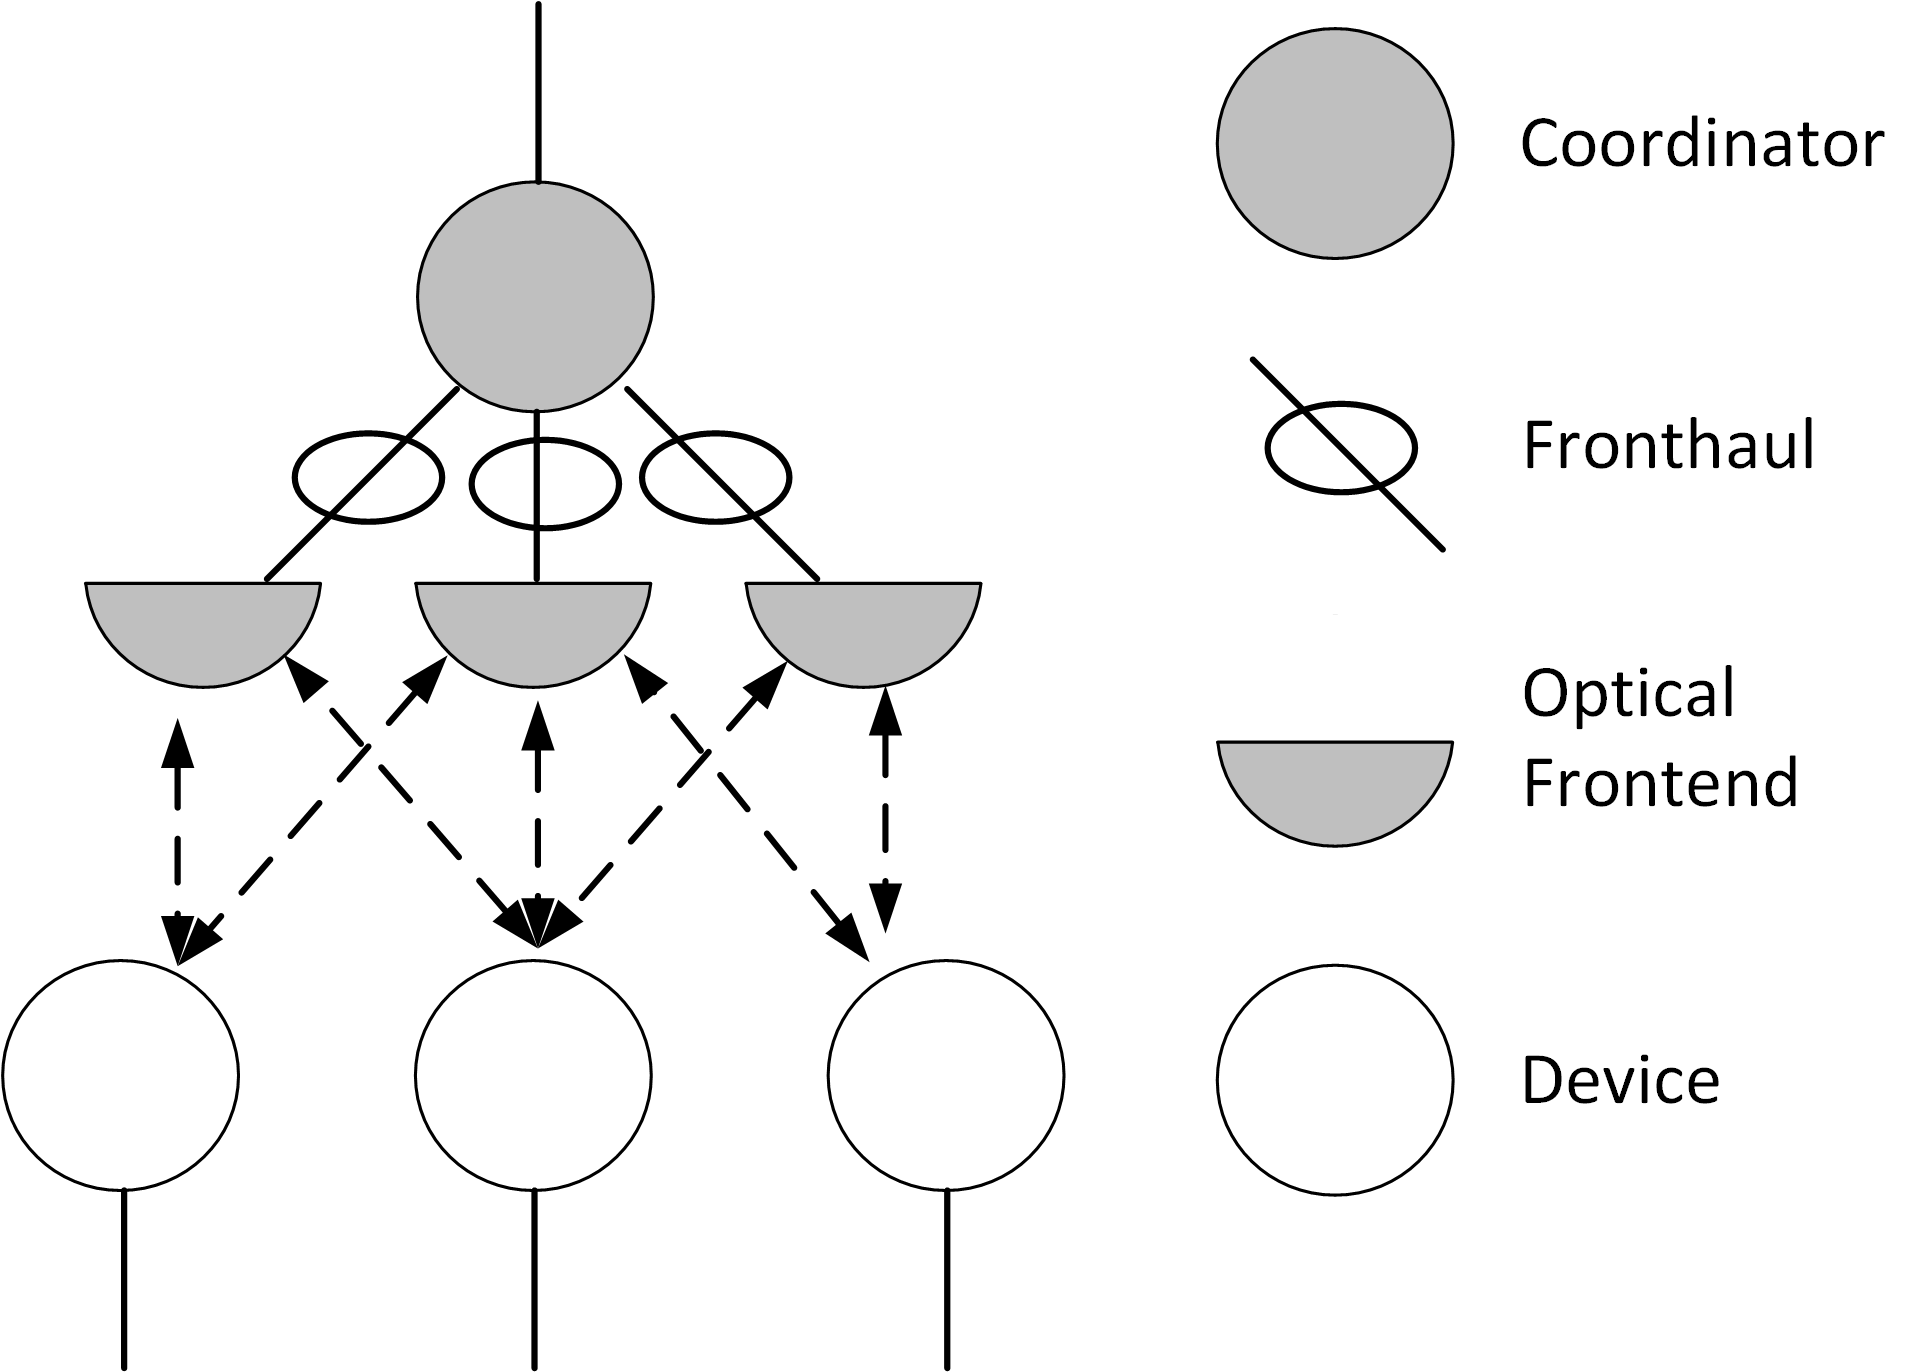 Coordinator
Fronthaul
Optical
Frontend
Device